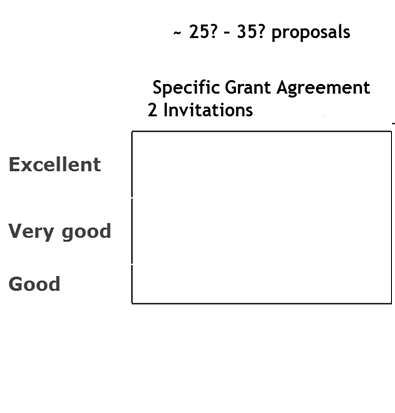 ~ 25? – 35? proposals
Specific Grant Agreement
2 Invitations
Excellent
Very good
Good